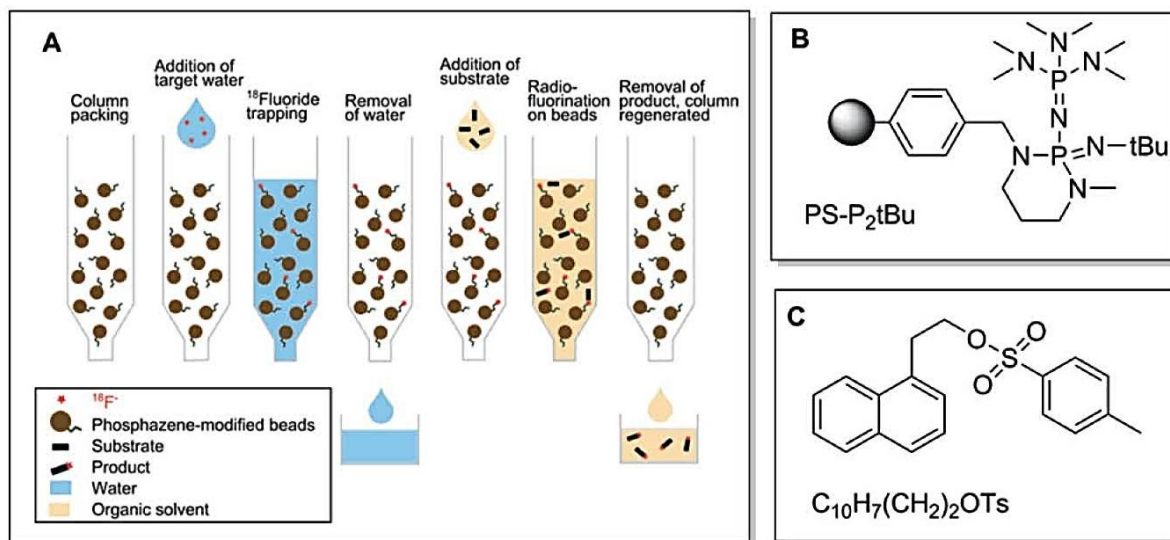 A
Column
packing
Addition of
target water
¹⁸Fluoride
trapping
Removal
of water
Addition of
substrate
Radio-
fluorination
on beads
Removal of
product, column
regenerated
¹⁸F⁻
Phosphazene-modified beads
Substrate
Product
Water
Organic solvent
B
N N N
P
N
N P=N tBu
N
PS-P₂tBu
C
O
O
S
O
C₁₀H₇(CH₂)₂OTs